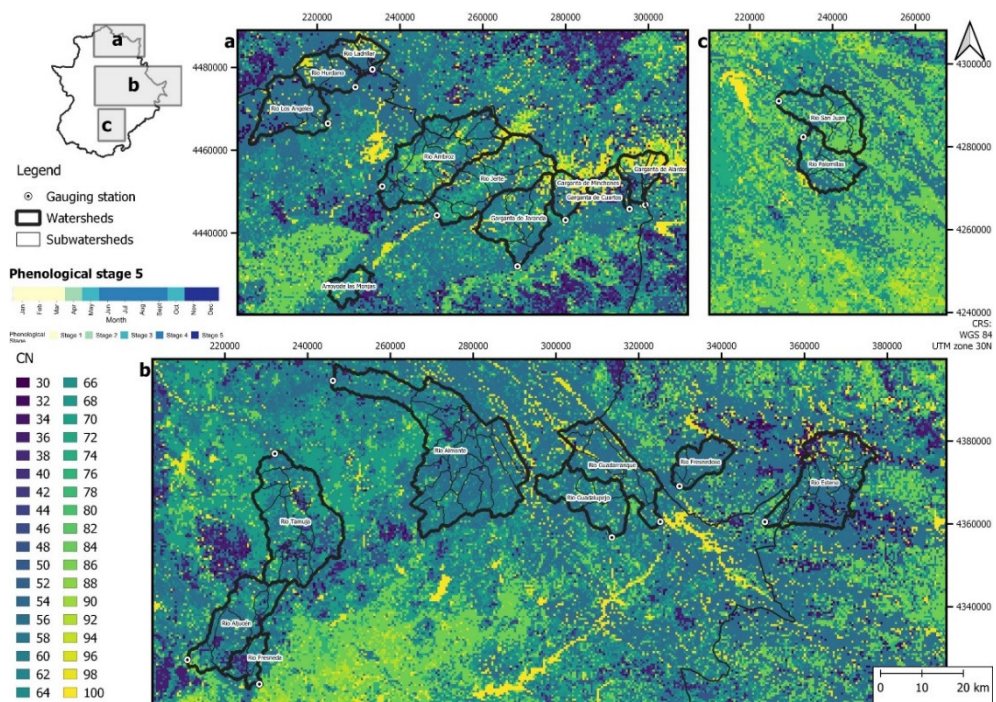 a
b
c
Legend
Gauging station
Watersheds
Subwatersheds
Phenological stage 5
Jan Feb Mar Apr May Jun Jul Aug Sept Oct Nov Dec
Month
Phenological Stage
Stage 1 Stage 2 Stage 3 Stage 4 Stage 5
CN
30 66
32 68
34 70
36 72
38 74
40 76
42 78
44 80
46 82
48 84
50 86
52 88
54 90
56 92
58 94
60 96
62 98
64 100
220000 240000 260000 280000 300000
a
4480000
4460000
4440000
Río Ladrillar
Río Hurdano
Río Los Angeles
Río Ambroz
Río Jerte
Garganta de Alardos
Garganta de Minchones
Garganta de Cuartos
Garganta de Jaranda
Arroyo de las Monjas
220000 240000 260000
c
4300000
4280000
4260000
4240000
Río San Juan
Río Palomillas
CRS:
WGS 84
UTM zone 30N
220000 240000 260000 280000 300000 320000 340000 360000 380000
b
4380000
4360000
4340000
4320000
Río Almonte
Río Guadarranque
Río Fresnedoso
Río Guadalupejo
Río Estena
Río Tamuja
Río Aljucén
Río Fresneda
0 10 20 km